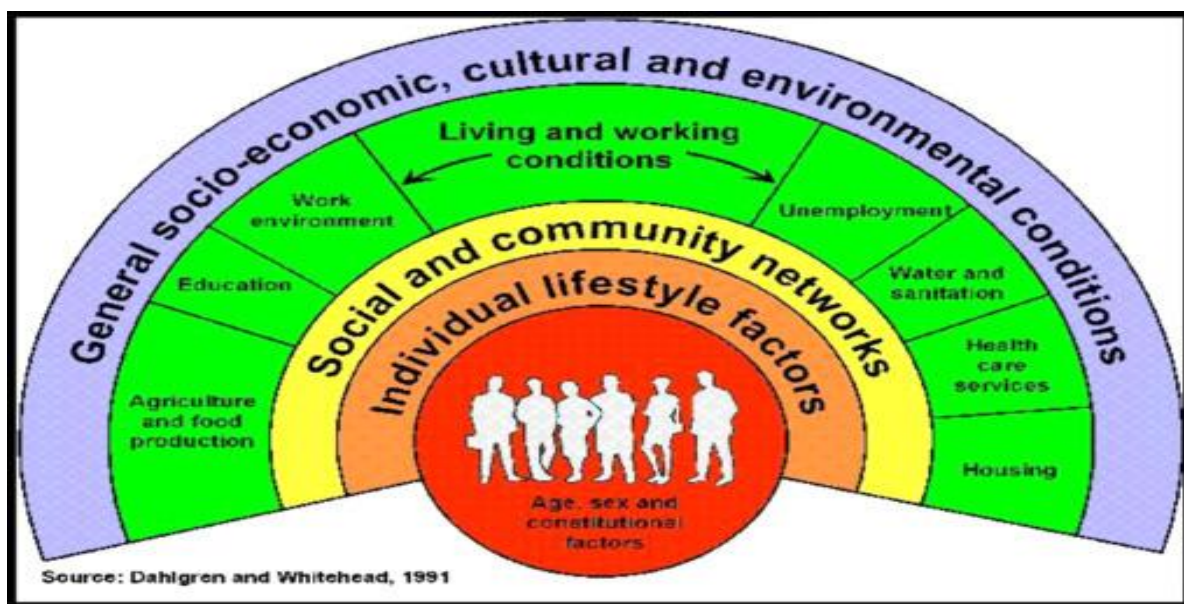 General socio-economic, cultural and environmental conditions
Living and working
conditions
Work
environment
Unemployment
Education
Water and
sanitation
Agriculture
and food
production
Health
care
services
Housing
Social and community networks
Individual lifestyle factors
Age, sex and
constitutional
factors
Source: Dahlgren and Whitehead, 1991